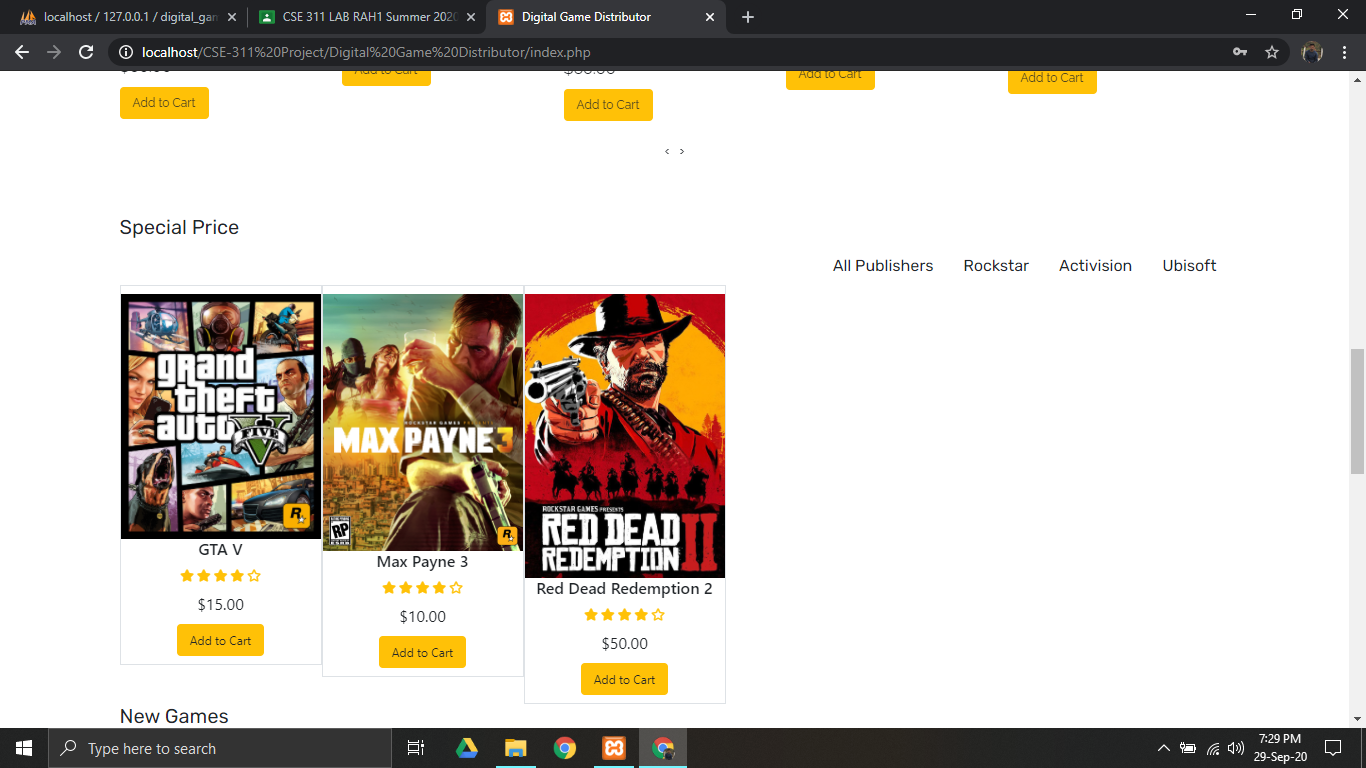 localhost / 127.0.0.1 / digital_gam
CSE 311 LAB RAH1 Summer 2020
Digital Game Distributor
localhost/CSE-311%20Project/Digital%20Game%20Distributor/index.php
Add to Cart
Add to Cart
Add to Cart
Add to Cart
Add to Cart
< >
Special Price
All Publishers Rockstar Activision Ubisoft
grand
theft
auto
FIVE
V
R
GTA V
$15.00
Add to Cart
MAX PAYNE 3
RP
R
Max Payne 3
$10.00
Add to Cart
ROCKSTAR GAMES PRESENTS
RED DEAD
REDEMPTION II
Red Dead Redemption 2
$50.00
Add to Cart
New Games
Type here to search
7:29 PM
29-Sep-20